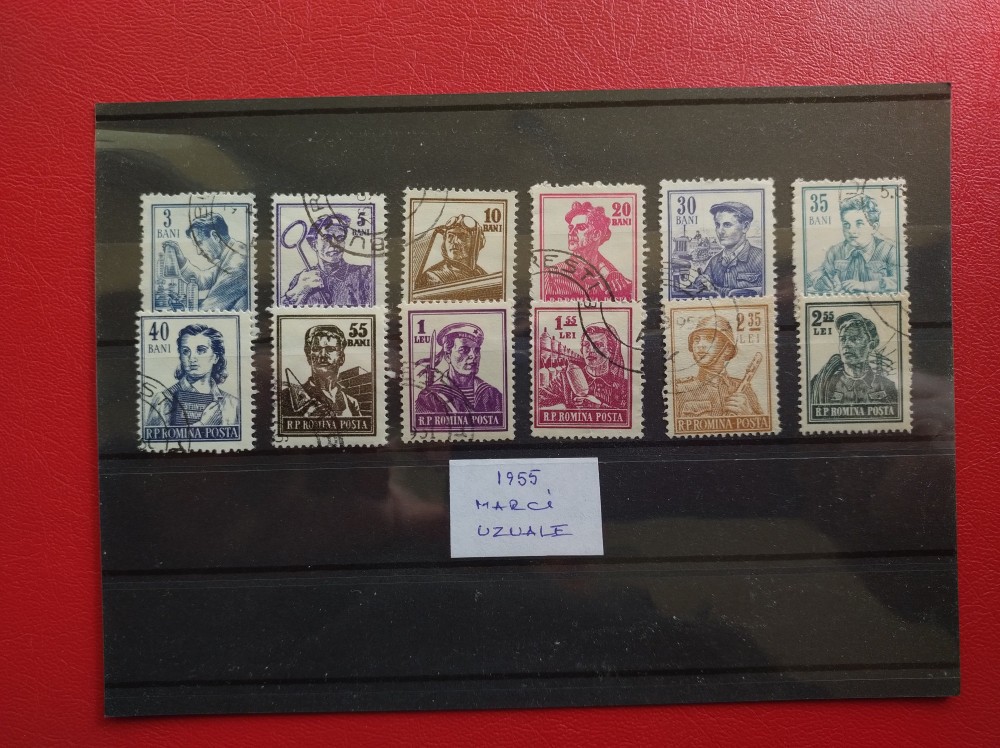 3
BANI
5
BANI
10
BANI
20
BANI
30
BANI
35
BANI
R.P.R
40
BANI
R.P. ROMINA POSTA
55
BANI
R.P. ROMINA POSTA
1
LEU
R.P. ROMINA POSTA
1 55
LEI
R.P. ROMINA POSTA
2 35
LEI
R.P. ROMINA POSTA
2 55
LEI
R.P. ROMINA POSTA
1955
MARCI
UZUALE